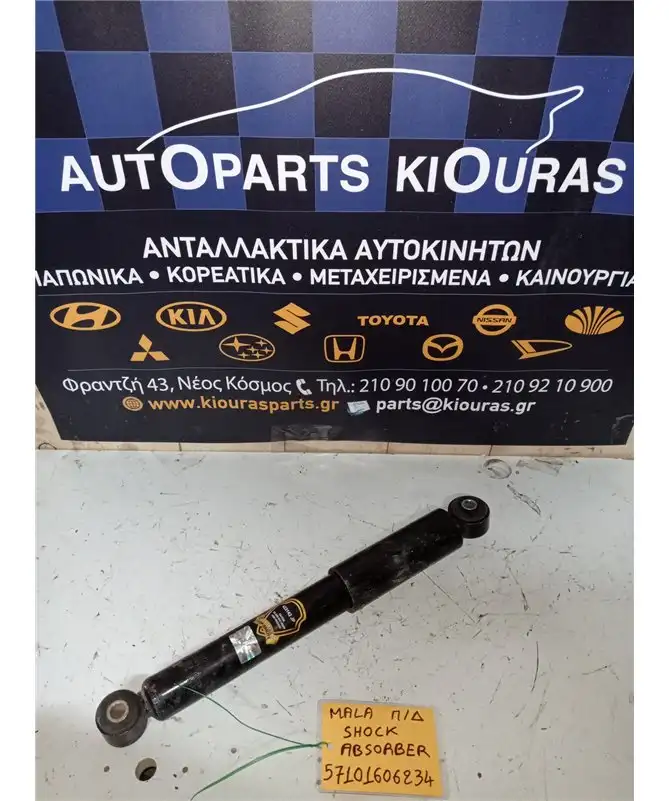 AUTOPARTS KIOURAS
ΑΝΤΑΛΛΑΚΤΙΚΑ ΑΥΤΟΚΙΝΗΤΩΝ
ΙΑΠΩΝΙΚΑ • ΚΟΡΕΑΤΙΚΑ • ΜΕΤΑΧΕΙΡΙΣΜΕΝΑ • ΚΑΙΝΟΥΡΓΙΑ
KIA TOYOTA NISSAN
Φραντζή 43, Νέος Κόσμος Τηλ.: 210 90 100 70 • 210 92 10 900
www.kiourasparts.gr parts@kiouras.gr
MALA Π/Δ
SHOCK
ABSORBER
57101606234